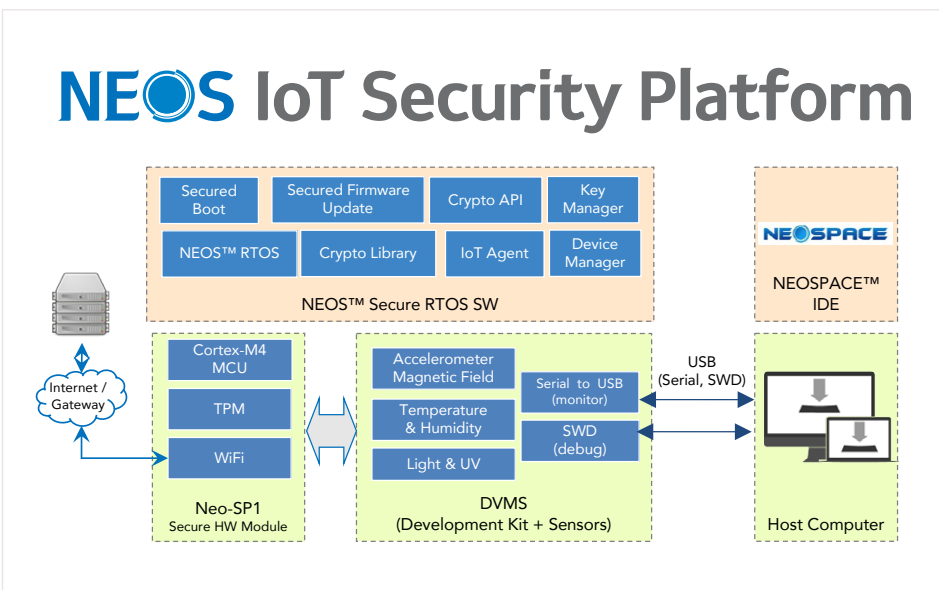 NEOS IoT Security Platform
Secured
Boot
Secured Firmware
Update
Crypto API
Key
Manager
NEOS™ RTOS
Crypto Library
IoT Agent
Device
Manager
NEOS™ Secure RTOS SW
NEOSPACE
NEOSPACE™
IDE
Internet /
Gateway
Cortex-M4
MCU
TPM
WiFi
Neo-SP1
Secure HW Module
Accelerometer
Magnetic Field
Temperature
& Humidity
Light & UV
Serial to USB
(monitor)
SWD
(debug)
DVMS
(Development Kit + Sensors)
USB
(Serial, SWD)
Host Computer